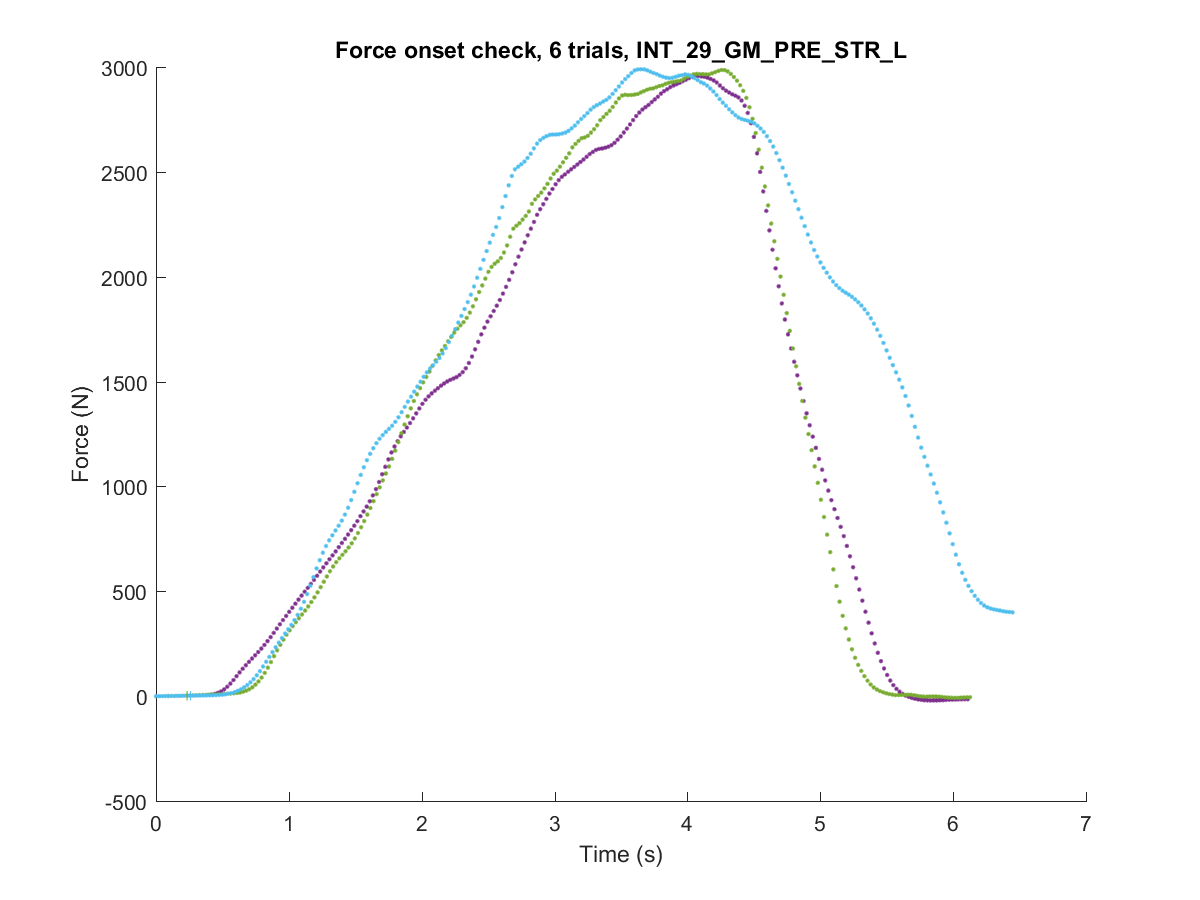 Force onset check, 6 trials, INT_29_GM_PRE_STR_L
3000
2500
2000
1500
1000
500
0
-500
Force (N)
0 1 2 3 4 5 6 7
Time (s)